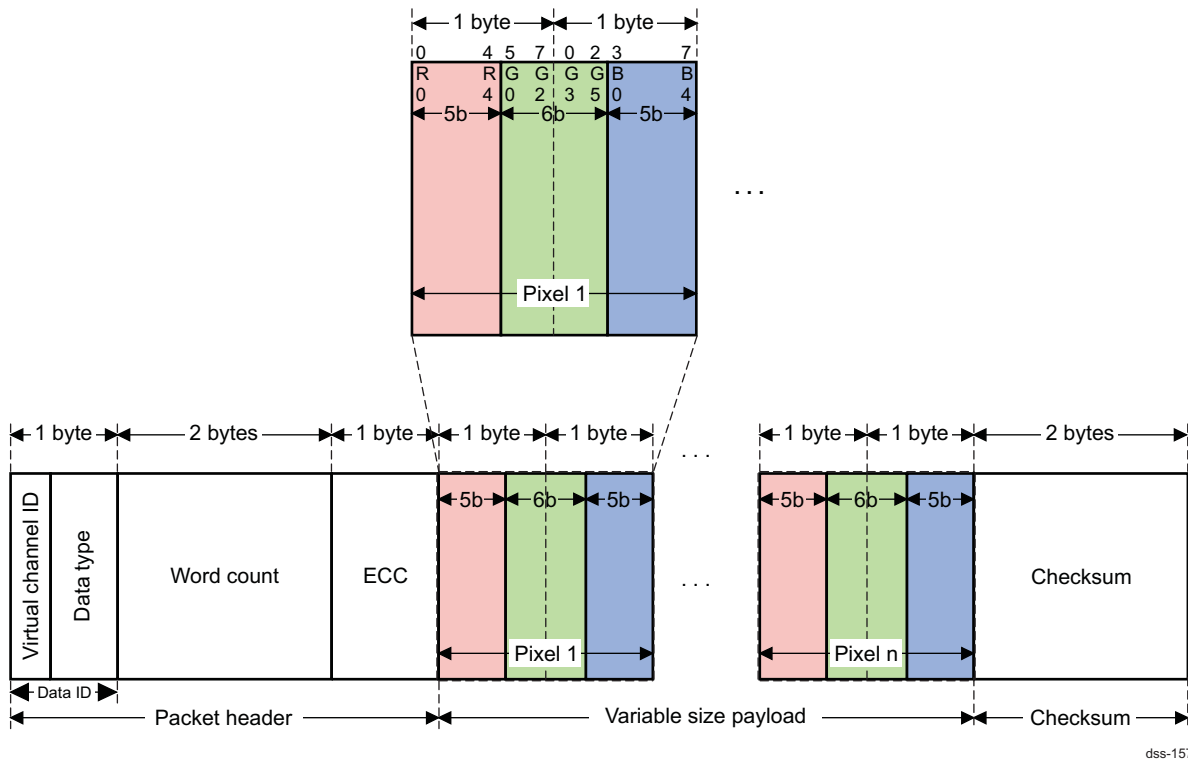 1 byte 1 byte
0 4 5 7 0 2 3 7
R R G G G G B B
0 4 0 2 3 5 0 4
5b 6b 5b
. . .
Pixel 1
1 byte 2 bytes 1 byte 1 byte 1 byte . . . 1 byte 1 byte 2 bytes
Virtual channel ID
Data type
Word count
ECC
5b 6b 5b
Pixel 1
. . .
5b 6b 5b
Pixel n
Checksum
Data ID
Packet header Variable size payload Checksum
dss-157